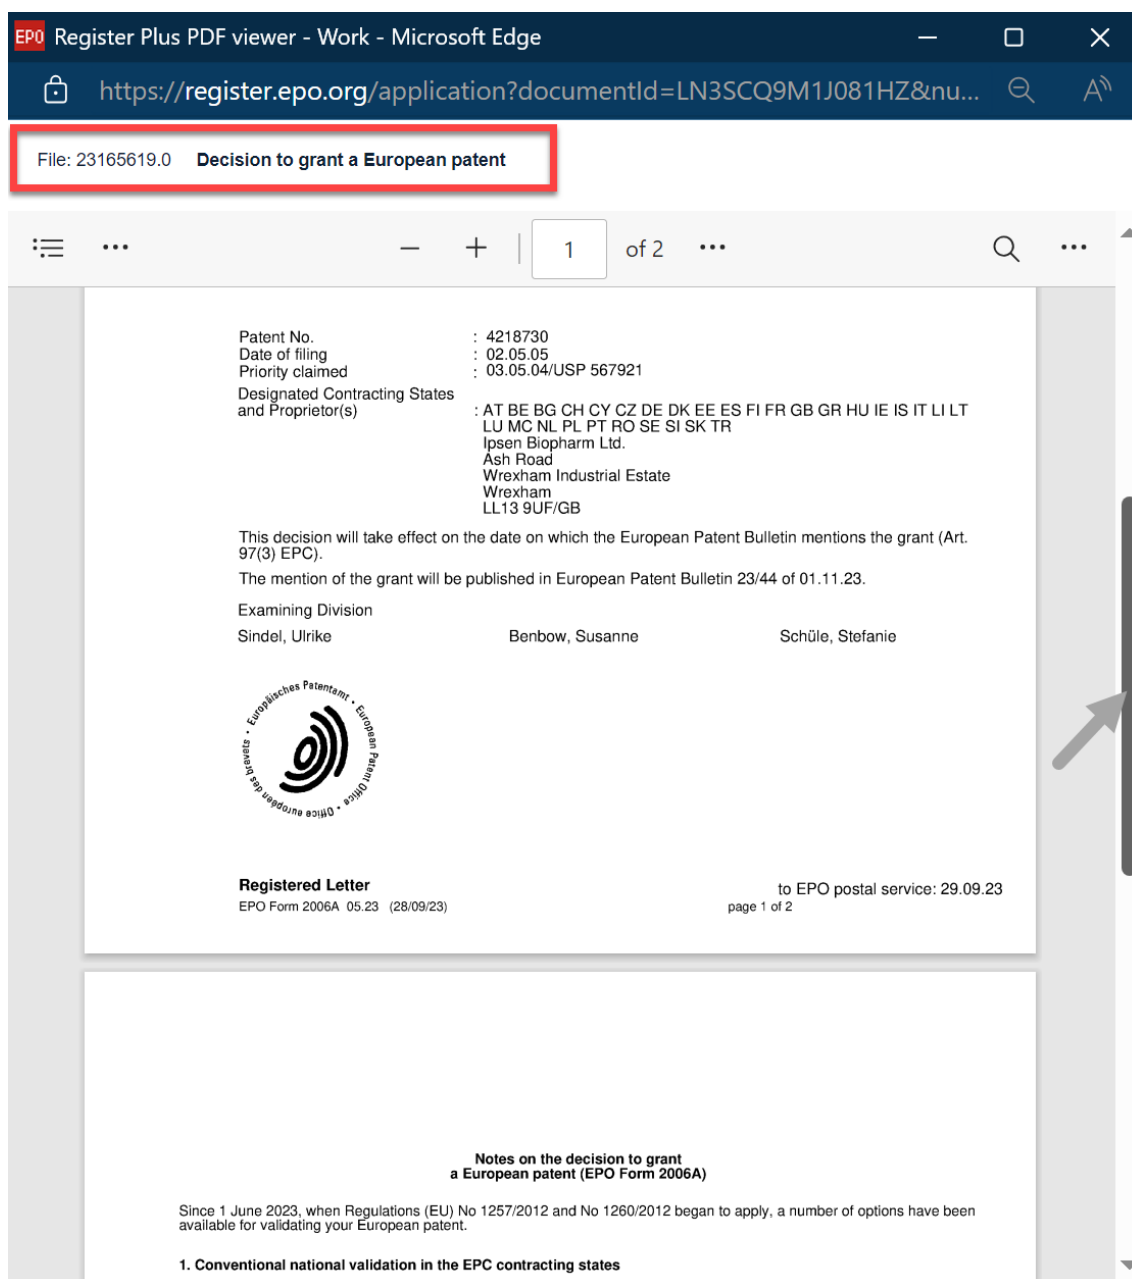 EPO Register Plus PDF viewer - Work - Microsoft Edge
https://register.epo.org/application?documentId=LN3SCQ9M1J081HZ&nu...
File: 23165619.0 Decision to grant a European patent
1 of 2
Patent No. : 4218730
Date of filing : 02.05.05
Priority claimed : 03.05.04/USP 567921
Designated Contracting States
and Proprietor(s) : AT BE BG CH CY CZ DE DK EE ES FI FR GB GR HU IE IS IT LI LT
LU MC NL PL PT RO SE SI SK TR
Ipsen Biopharm Ltd.
Ash Road
Wrexham Industrial Estate
Wrexham
LL13 9UF/GB
This decision will take effect on the date on which the European Patent Bulletin mentions the grant (Art.
97(3) EPC).
The mention of the grant will be published in European Patent Bulletin 23/44 of 01.11.23.
Examining Division
Sindel, Ulrike Benbow, Susanne Schüle, Stefanie
Europäisches Patentamt · European Patent Office · Office européen des brevets ·
Registered Letter
to EPO postal service: 29.09.23
EPO Form 2006A 05.23 (28/09/23) page 1 of 2
Notes on the decision to grant
a European patent (EPO Form 2006A)
Since 1 June 2023, when Regulations (EU) No 1257/2012 and No 1260/2012 began to apply, a number of options have been
available for validating your European patent.
1. Conventional national validation in the EPC contracting states